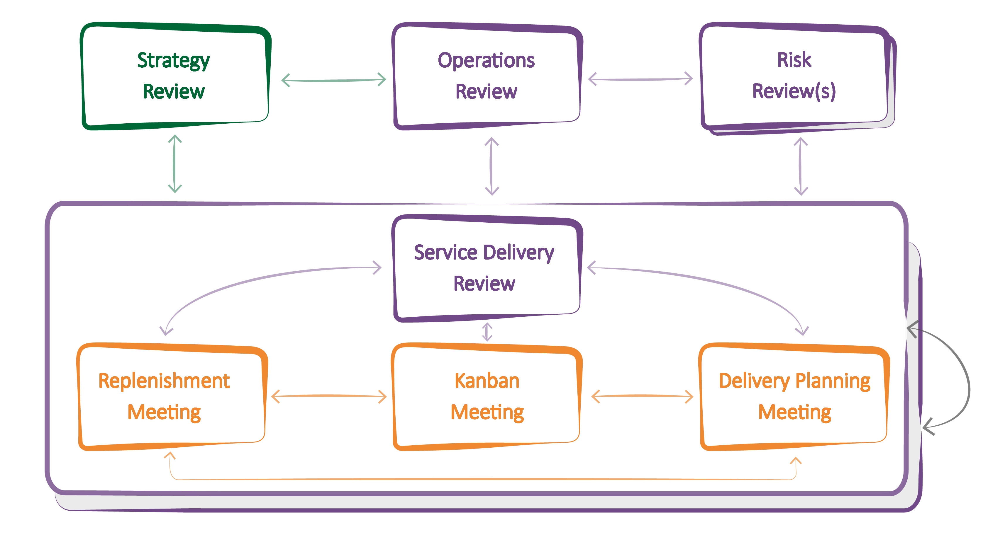 Strategy
Review
Operations
Review
Risk
Review(s)
Service Delivery
Review
Replenishment
Meeting
Kanban
Meeting
Delivery Planning
Meeting